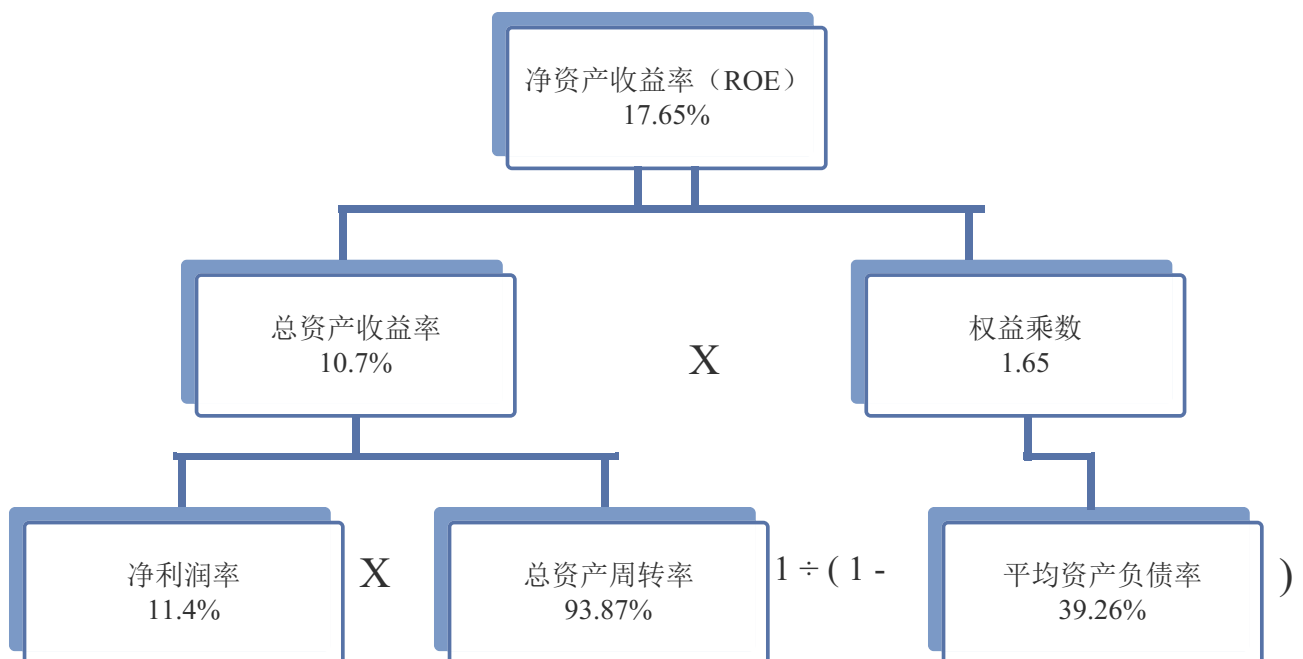 净资产收益率（ROE）
17.65%
总资产收益率
10.7%
X
权益乘数
1.65
净利润率
11.4%
X
总资产周转率
93.87%
1 ÷ ( 1 -
平均资产负债率
39.26%
)